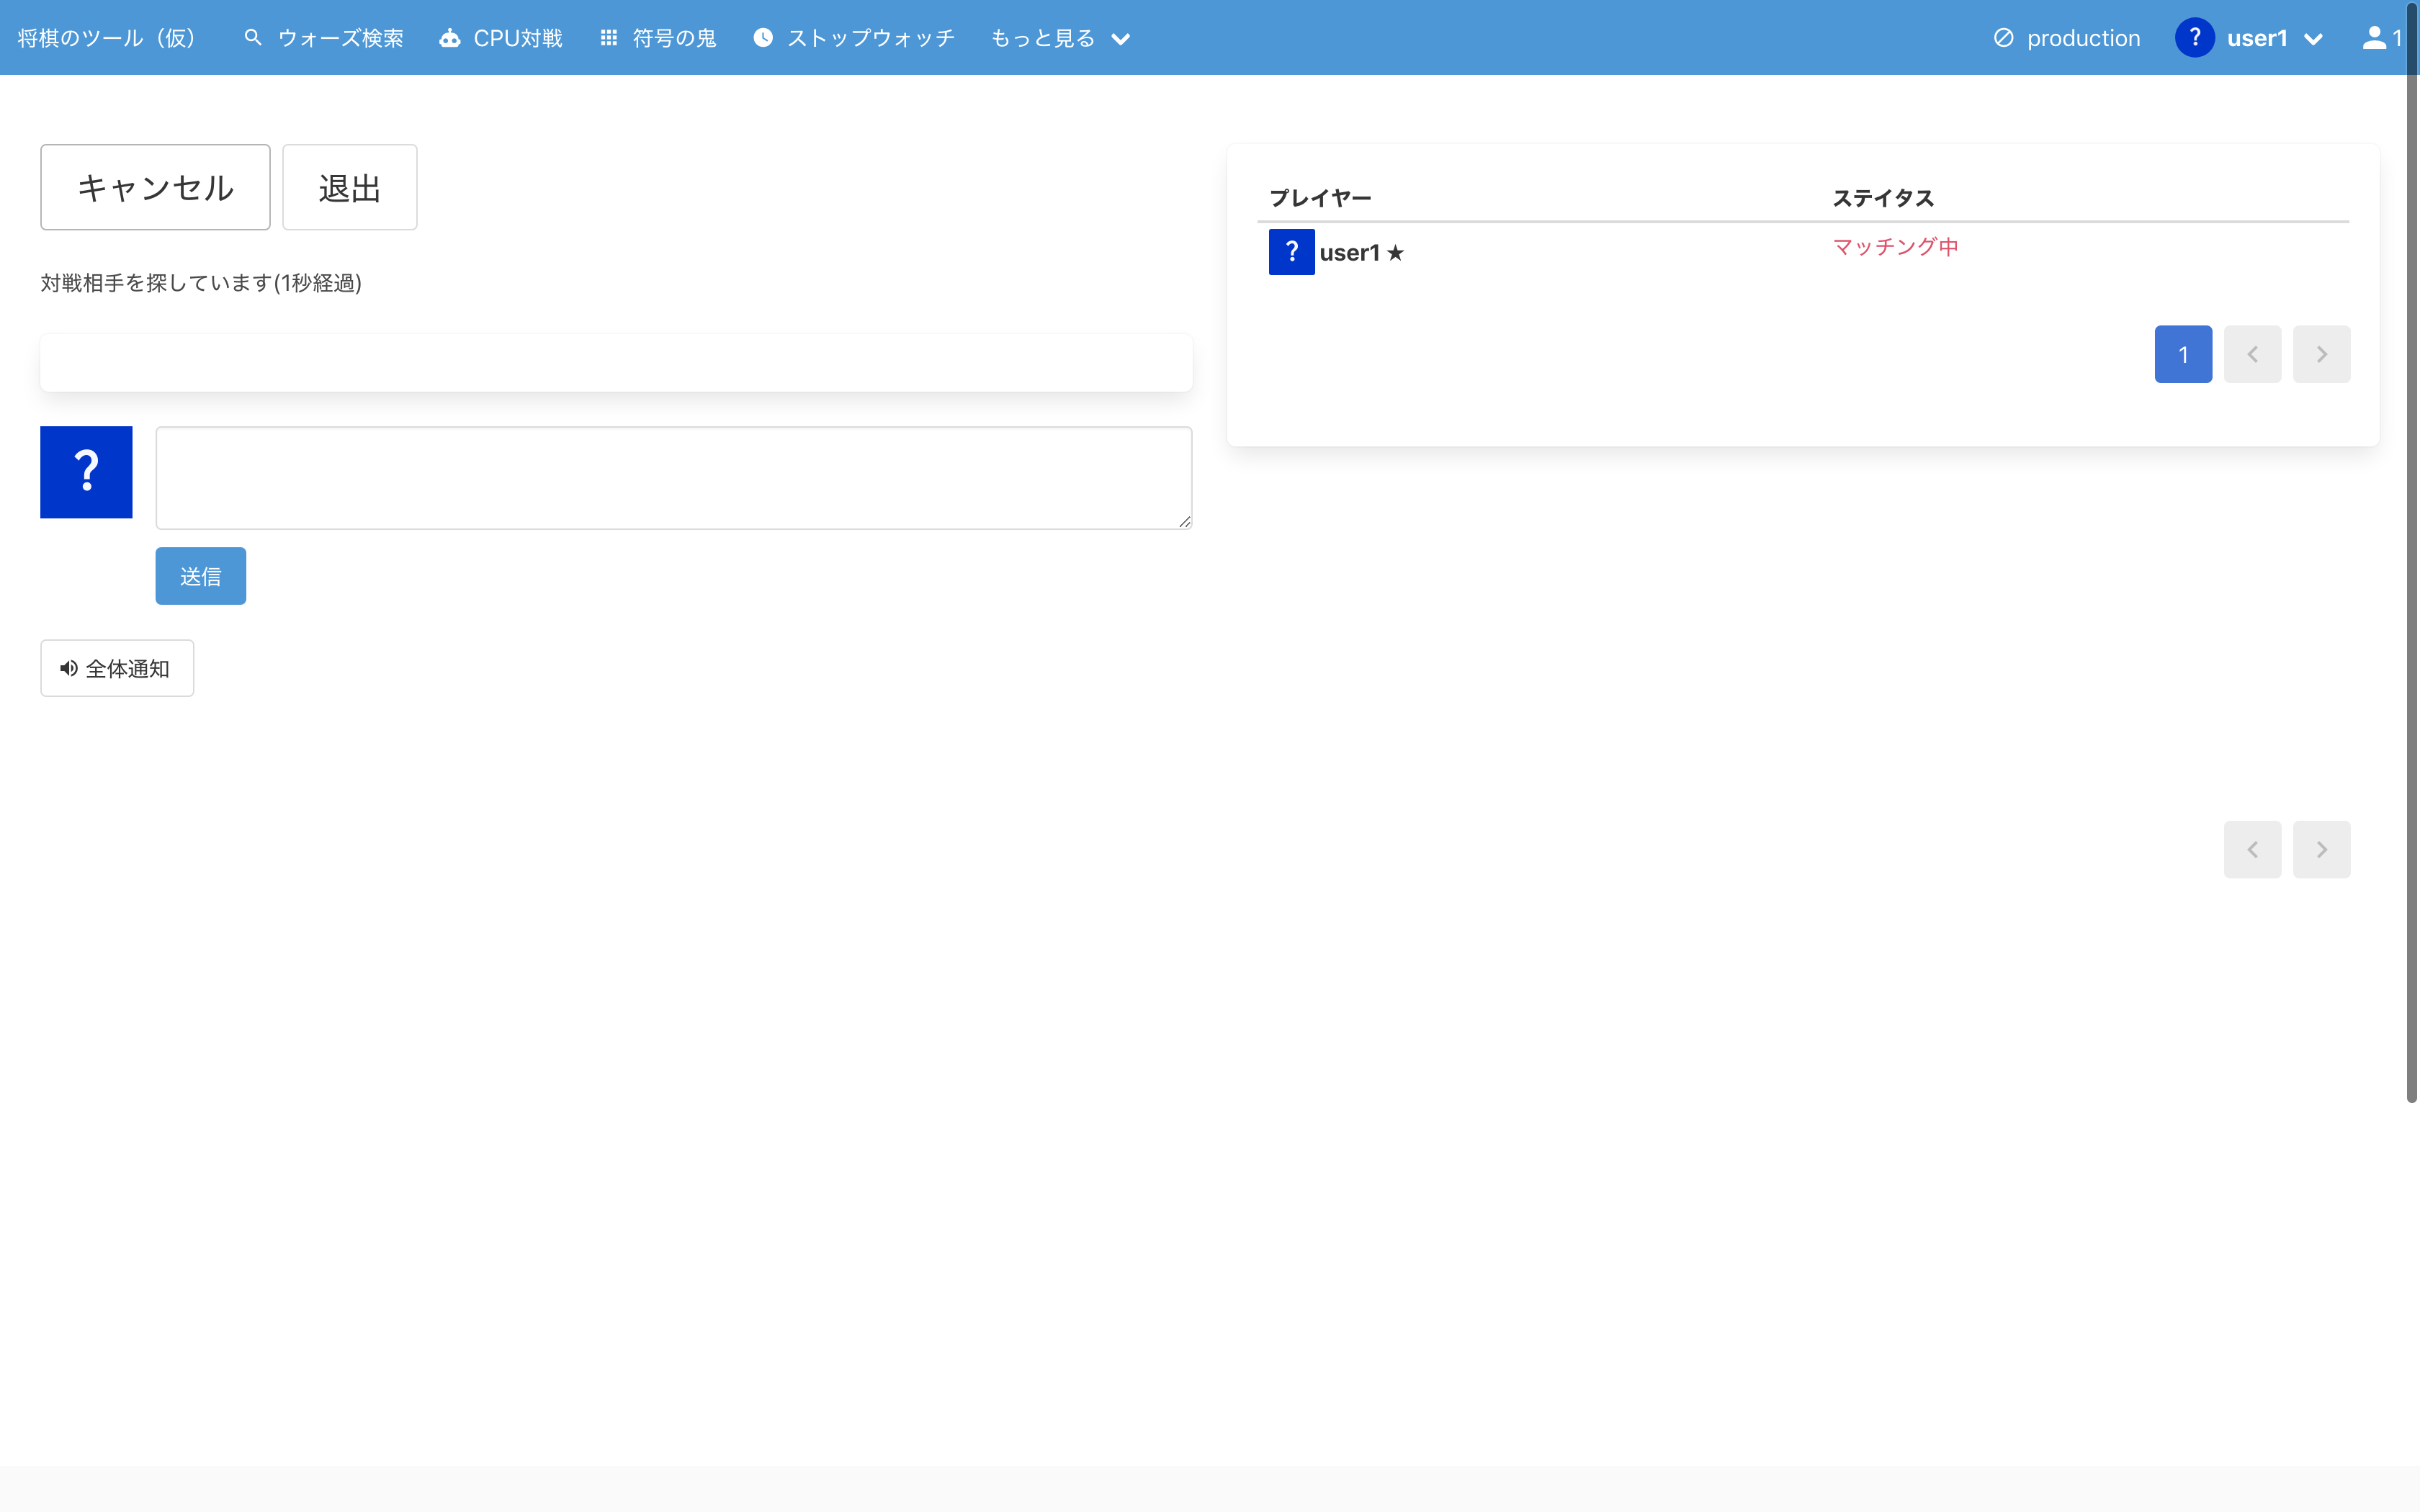 将棋のツール（仮） ウォーズ検索 CPU対戦 符号の鬼 ストップウォッチ もっと見る production ? user1 1
キャンセル 退出
対戦相手を探しています(1秒経過)
?
送信
全体通知
プレイヤー ステイタス
? user1 ★ マッチング中
1